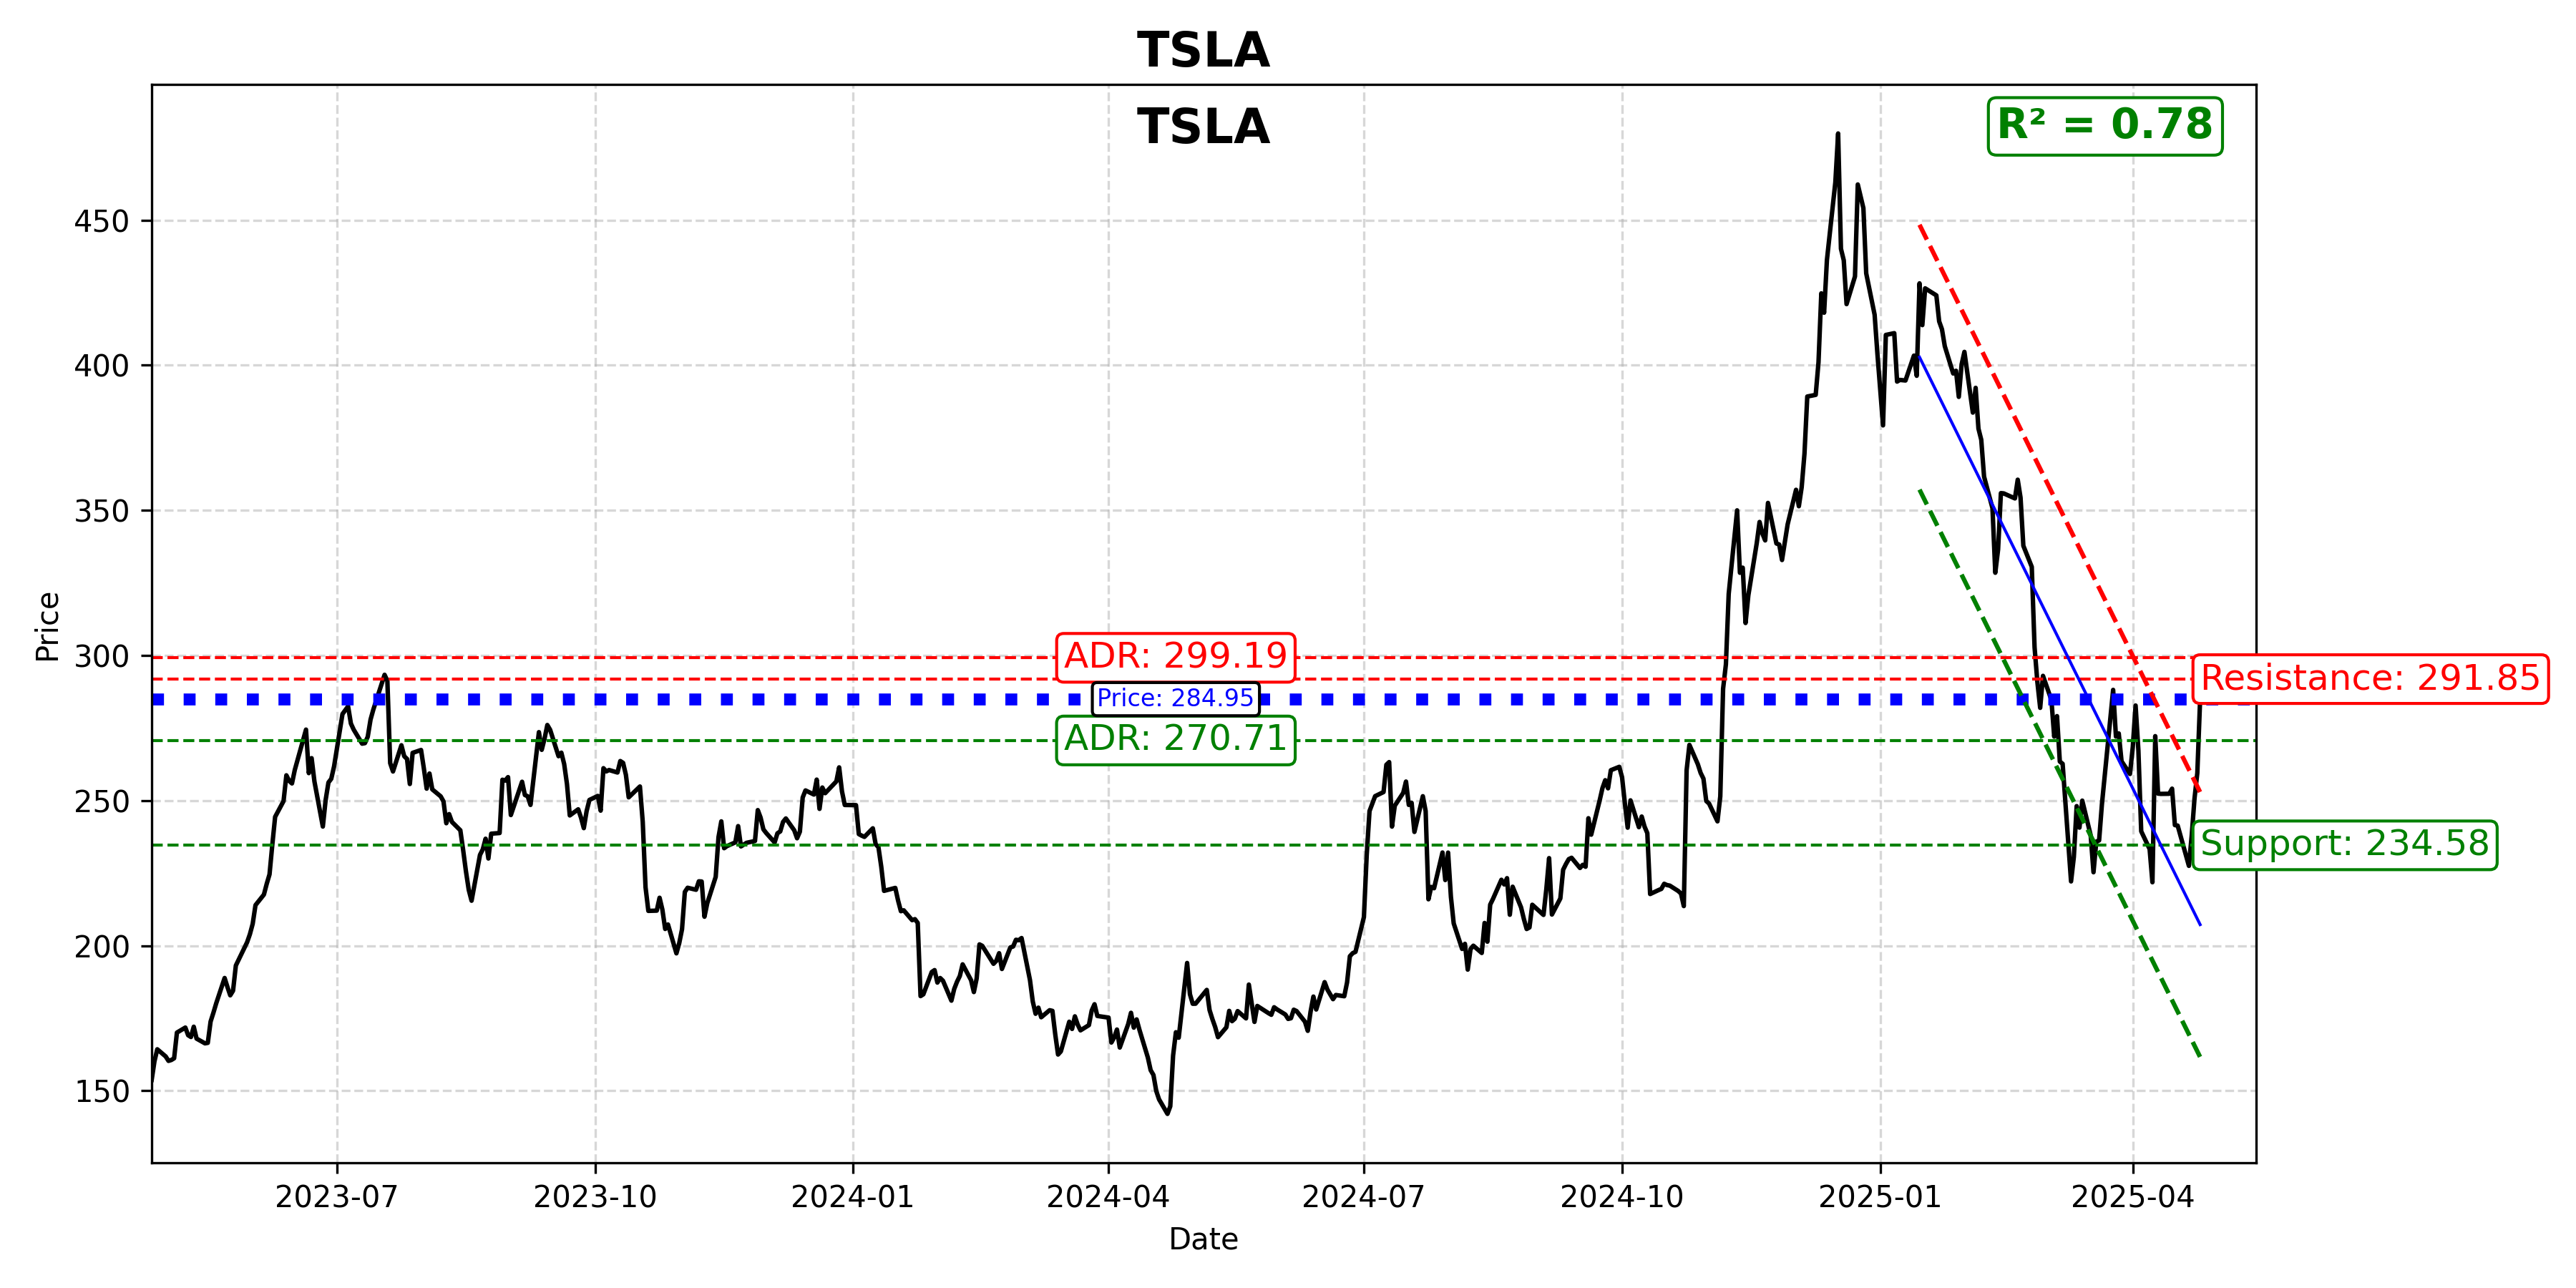 TSLA
TSLA
R² = 0.78
450
400
350
300
250
200
150
Price
ADR: 299.19
Resistance: 291.85
Price: 284.95
ADR: 270.71
Support: 234.58
2023-07
2023-10
2024-01
2024-04
2024-07
2024-10
2025-01
2025-04
Date